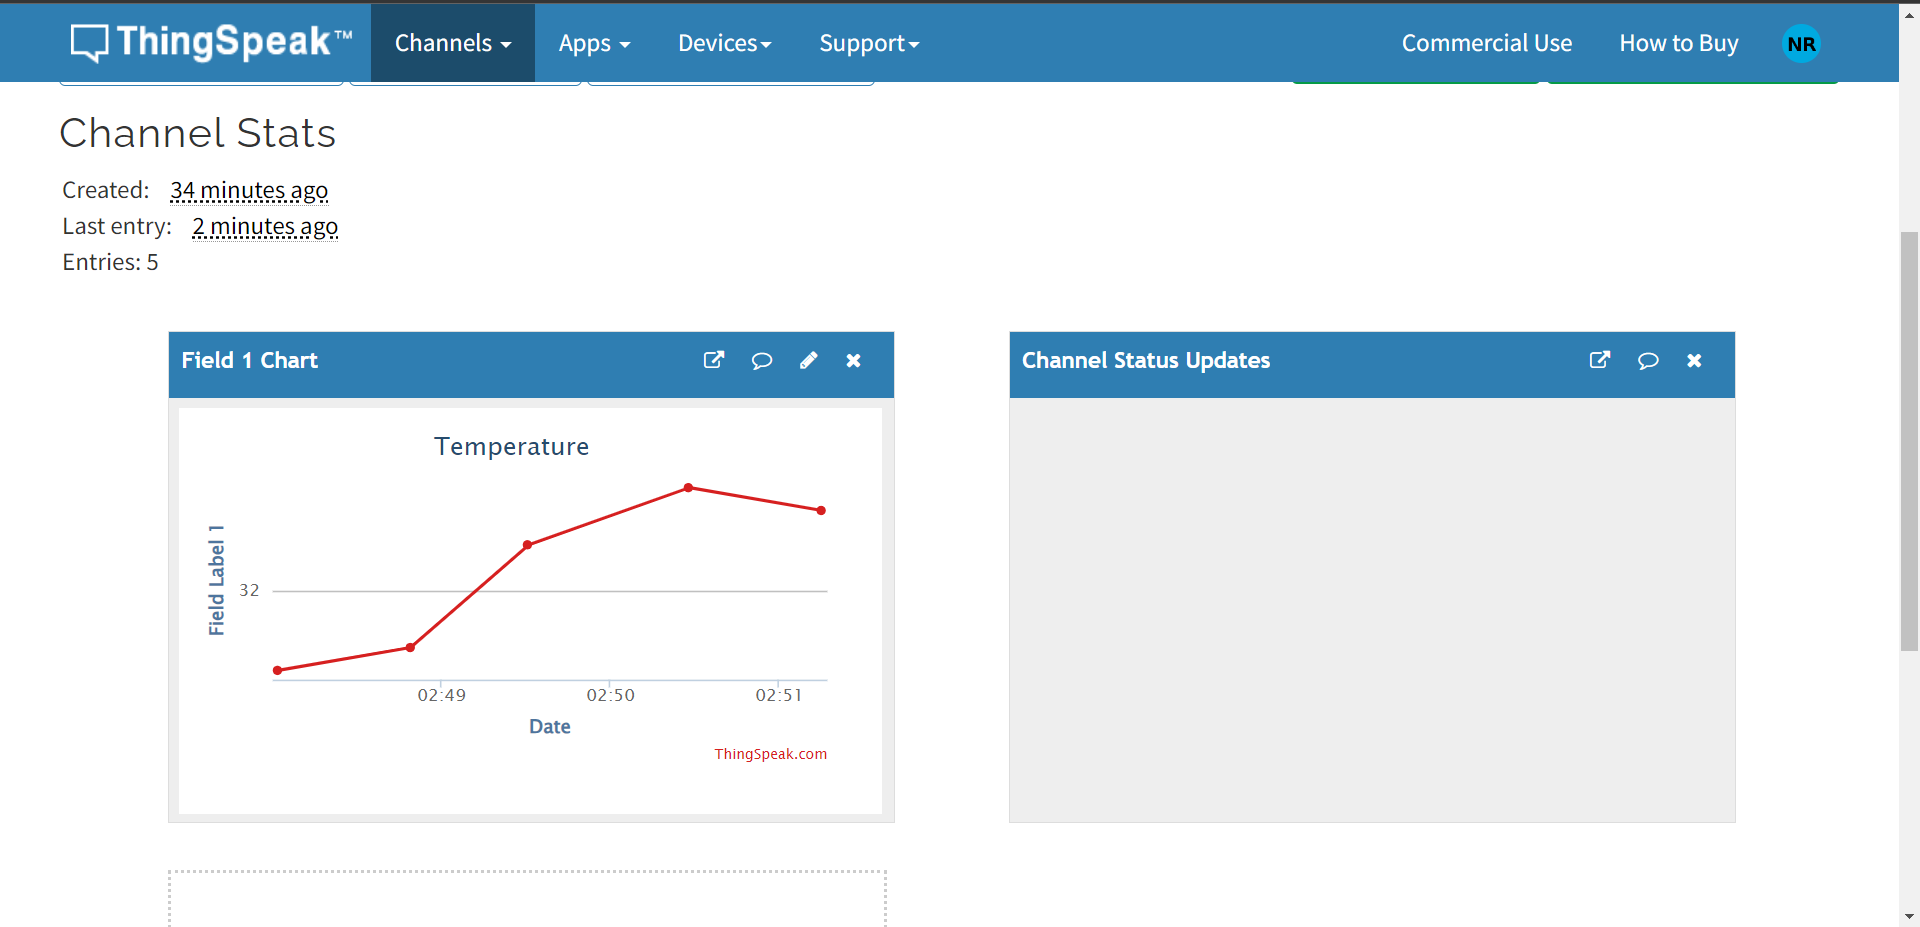 ThingSpeak™ Channels Apps Devices Support Commercial Use How to Buy NR
Channel Stats
Created: 34 minutes ago
Last entry: 2 minutes ago
Entries: 5
Field 1 Chart
Temperature
Field Label 1
32
02:49 02:50 02:51
Date
ThingSpeak.com
Channel Status Updates